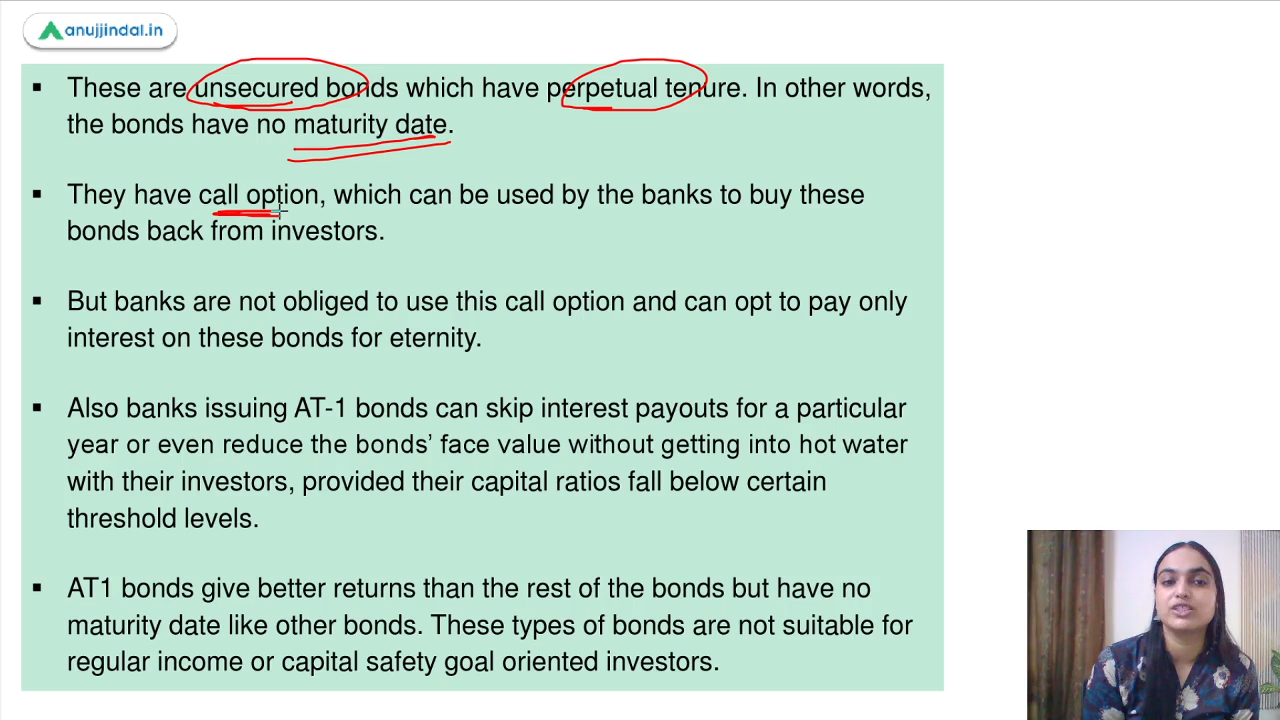 anujjindal.in
▪ These are unsecured bonds which have perpetual tenure. In other words,
the bonds have no maturity date.
▪ They have call option, which can be used by the banks to buy these
bonds back from investors.
▪ But banks are not obliged to use this call option and can opt to pay only
interest on these bonds for eternity.
▪ Also banks issuing AT-1 bonds can skip interest payouts for a particular
year or even reduce the bonds’ face value without getting into hot water
with their investors, provided their capital ratios fall below certain
threshold levels.
▪ AT1 bonds give better returns than the rest of the bonds but have no
maturity date like other bonds. These types of bonds are not suitable for
regular income or capital safety goal oriented investors.